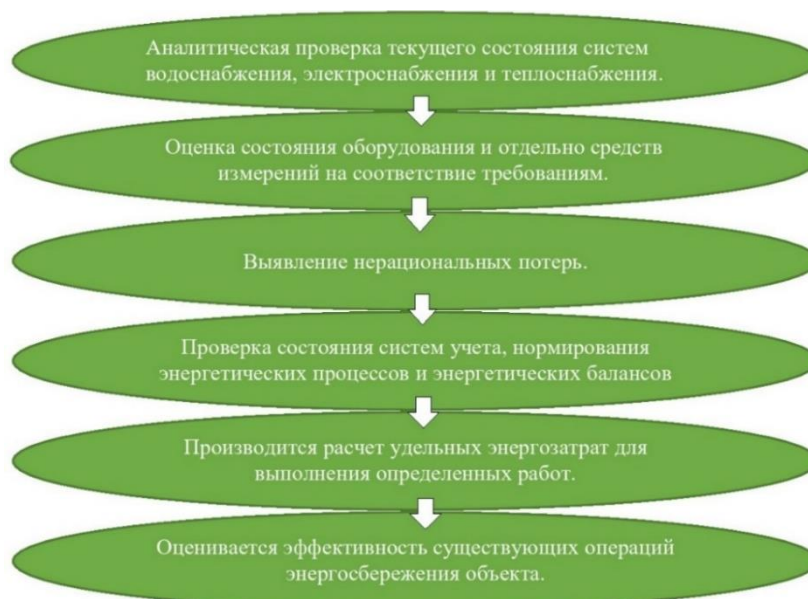 Аналитическая проверка текущего состояния систем
водоснабжения, электроснабжения и теплоснабжения.
Оценка состояния оборудования и отдельно средств
измерений на соответствие требованиям.
Выявление нерациональных потерь.
Проверка состояния систем учета, нормирования
энергетических процессов и энергетических балансов
Производится расчет удельных энергозатрат для
выполнения определенных работ.
Оценивается эффективность существующих операций
энергосбережения объекта.